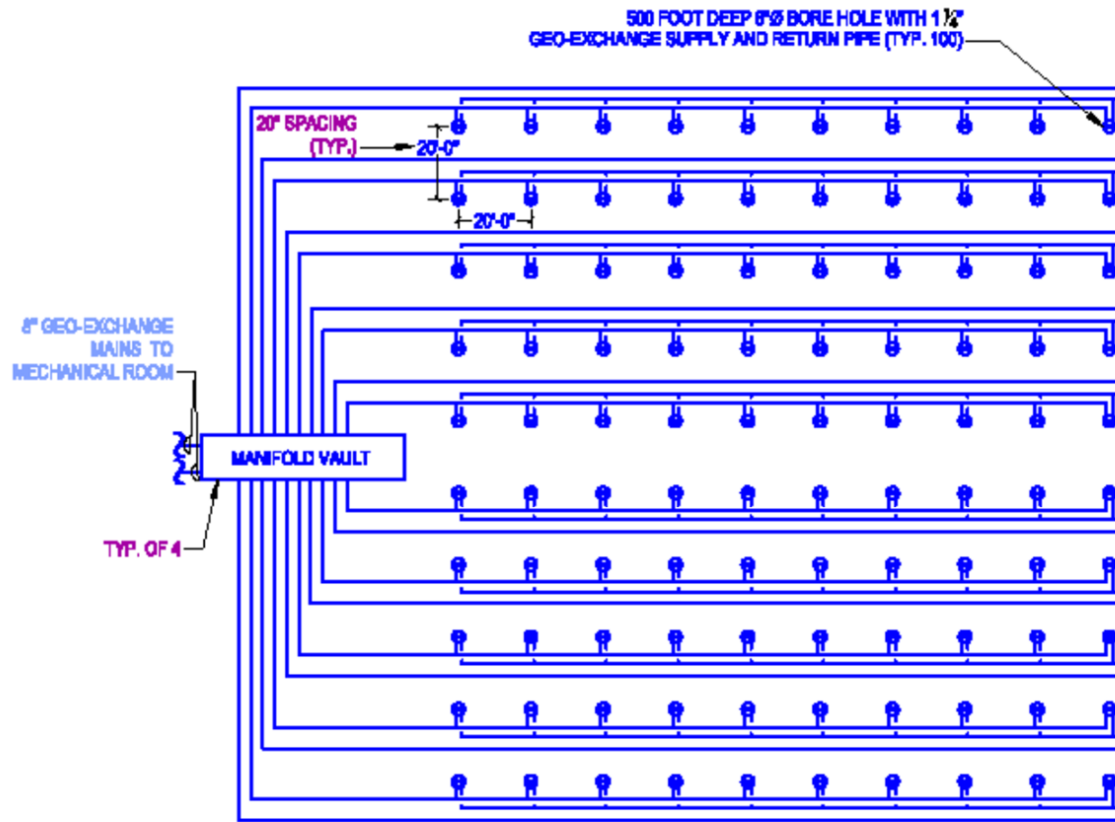 500 FOOT DEEP 6"Ø BORE HOLE WITH 1 ¼"
GEO-EXCHANGE SUPPLY AND RETURN PIPE (TYP. 100)
20" SPACING
(TYP.)
20'-0"
20'-0"
8" GEO-EXCHANGE
MAINS TO
MECHANICAL ROOM
MANIFOLD VAULT
TYP. OF 4